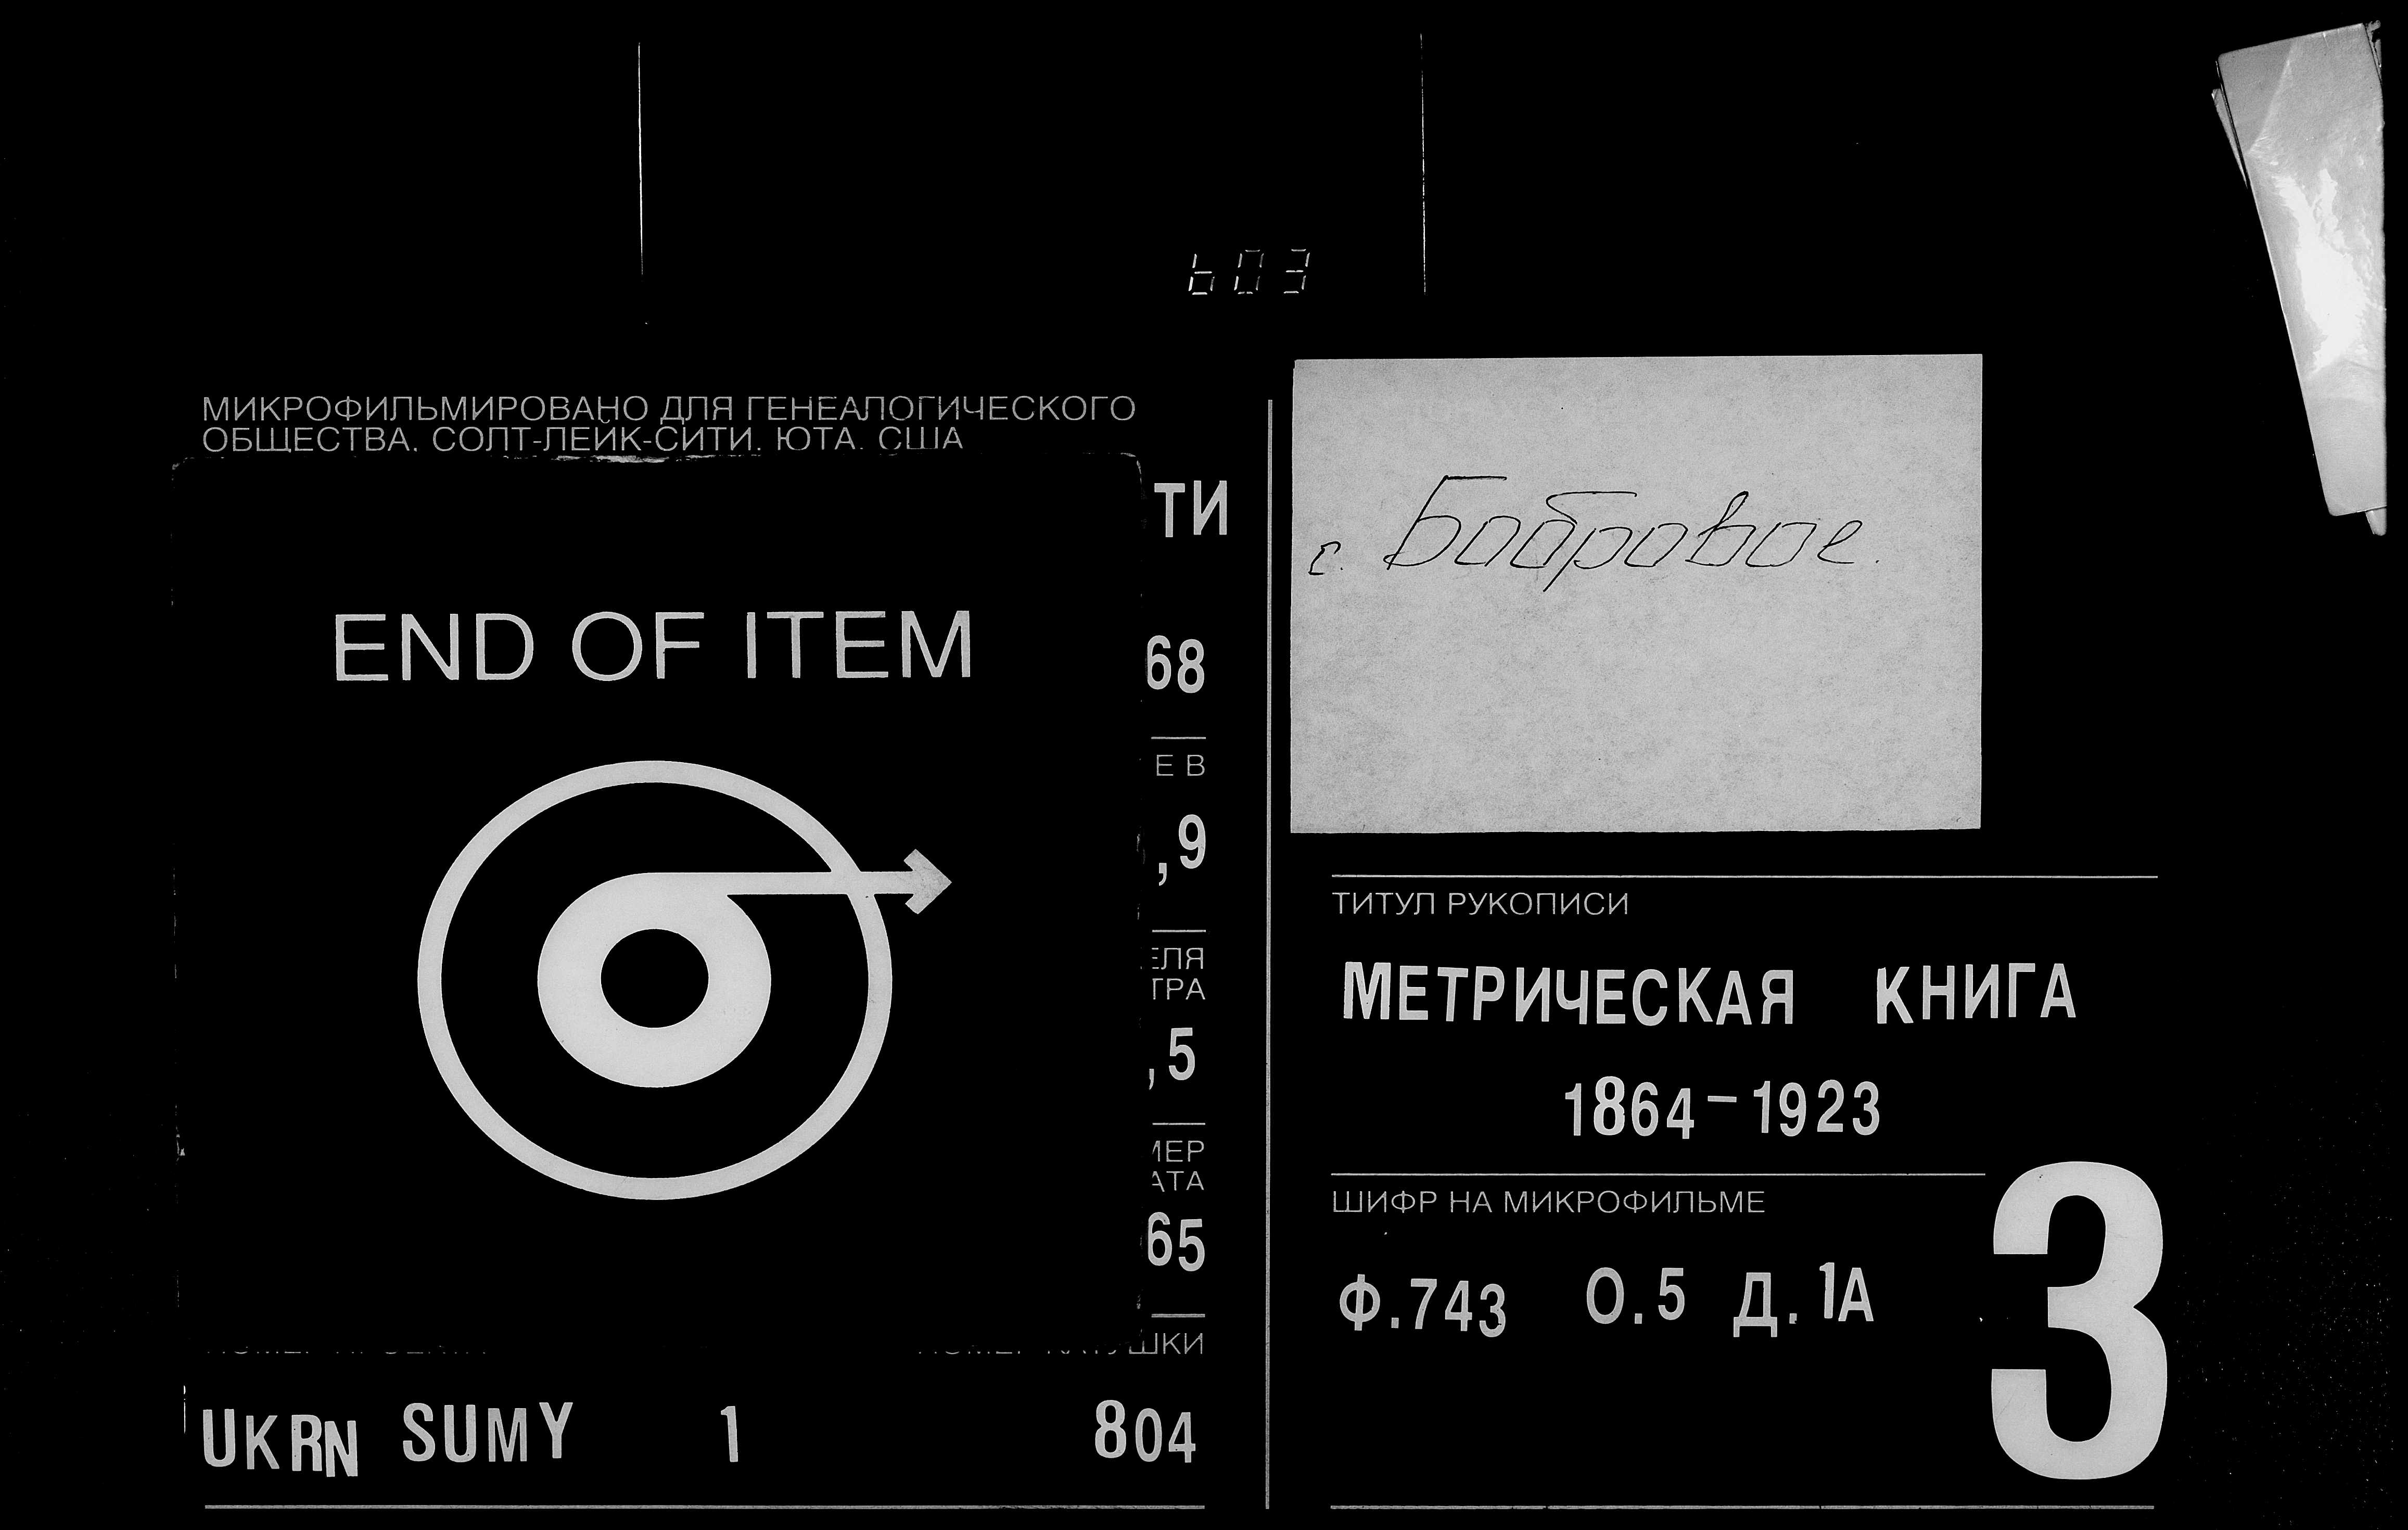 603
МИКРОФИЛЬМИРОВАНО ДЛЯ ГЕНЕАЛОГИЧЕСКОГО
ОБЩЕСТВА, СОЛТ-ЛЕЙК-СИТИ, ЮТА, США
ТИ
END OF ITEM
68
Е В
,9
ЕЛЯ
ТРА
,5
МЕР
АТА
65
ШКИ
UKRN SUMY 1 804
с. Бобровое.
ТИТУЛ РУКОПИСИ
МЕТРИЧЕСКАЯ КНИГА
1864-1923
ШИФР НА МИКРОФИЛЬМЕ
Ф.743 О.5 Д.1А
3